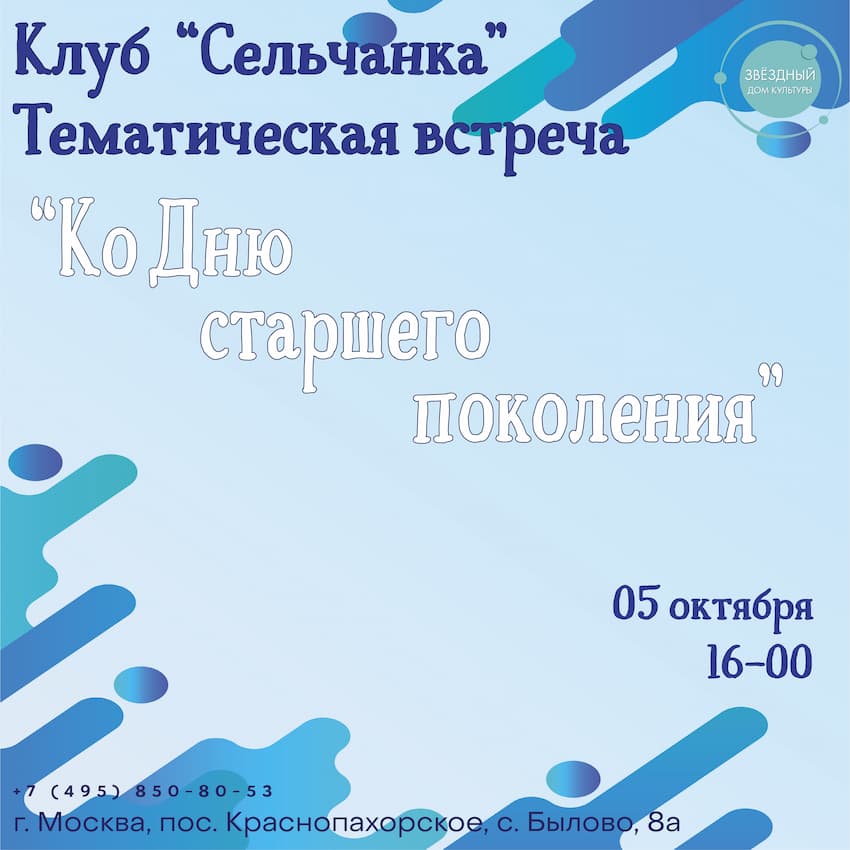 Клуб “Сельчанка”
ЗВЁЗДНЫЙ
ДОМ КУЛЬТУРЫ
Тематическая встреча
“Ко Дню
старшего
поколения”
05 октября
16-00
+7 (495) 850-80-53
г. Москва, пос. Краснопахорское, с. Былово, 8а